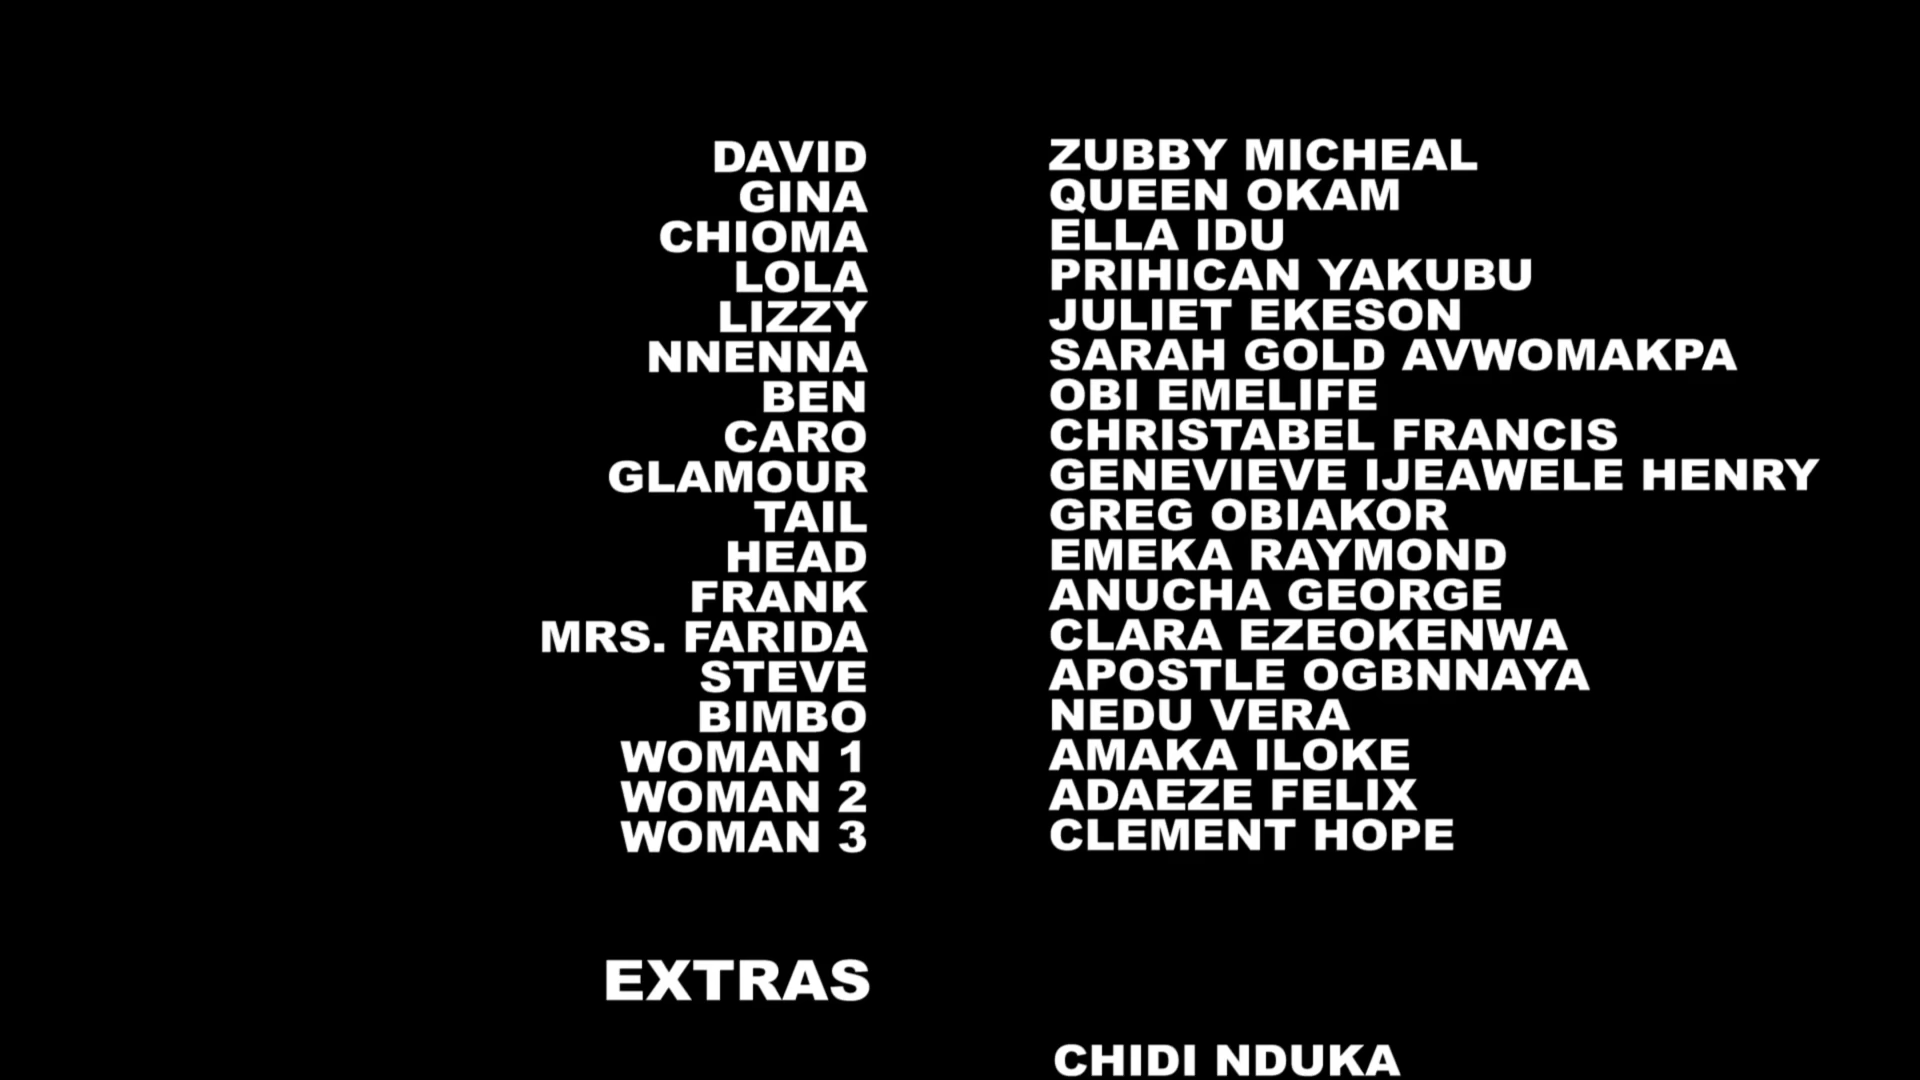 DAVID ZUBBY MICHEAL
GINA QUEEN OKAM
CHIOMA ELLA IDU
LOLA PRIHICAN YAKUBU
LIZZY JULIET EKESON
NNENNA SARAH GOLD AVWOMAKPA
BEN OBI EMELIFE
CARO CHRISTABEL FRANCIS
GLAMOUR GENEVIEVE IJEAWELE HENRY
TAIL GREG OBIAKOR
HEAD EMEKA RAYMOND
FRANK ANUCHA GEORGE
MRS. FARIDA CLARA EZEOKENWA
STEVE APOSTLE OGBNNAYA
BIMBO NEDU VERA
WOMAN 1 AMAKA ILOKE
WOMAN 2 ADAEZE FELIX
WOMAN 3 CLEMENT HOPE
EXTRAS
CHIDI NDUKA